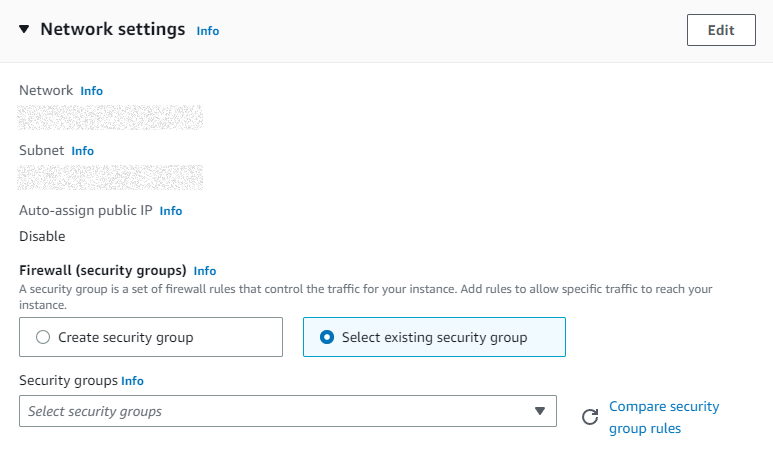 Network settings Info
Edit
Network Info
Subnet Info
Auto-assign public IP Info
Disable
Firewall (security groups) Info
A security group is a set of firewall rules that control the traffic for your instance. Add rules to allow specific traffic to reach your
instance.
Create security group
Select existing security group
Security groups Info
Select security groups
Compare security
group rules